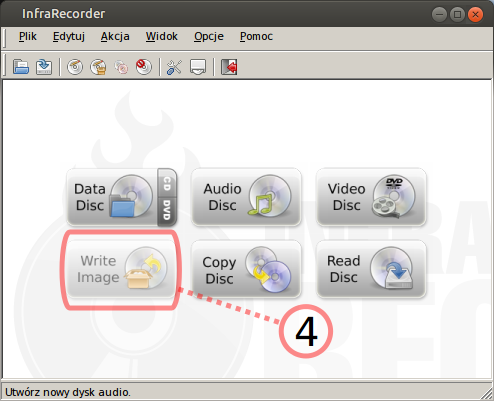 InfraRecorder
Plik Edytuj Akcja Widok Opcje Pomoc
Data Disc CD DVD
Audio Disc
Video Disc DVD
Write Image
Copy Disc
Read Disc
4
Utwórz nowy dysk audio.